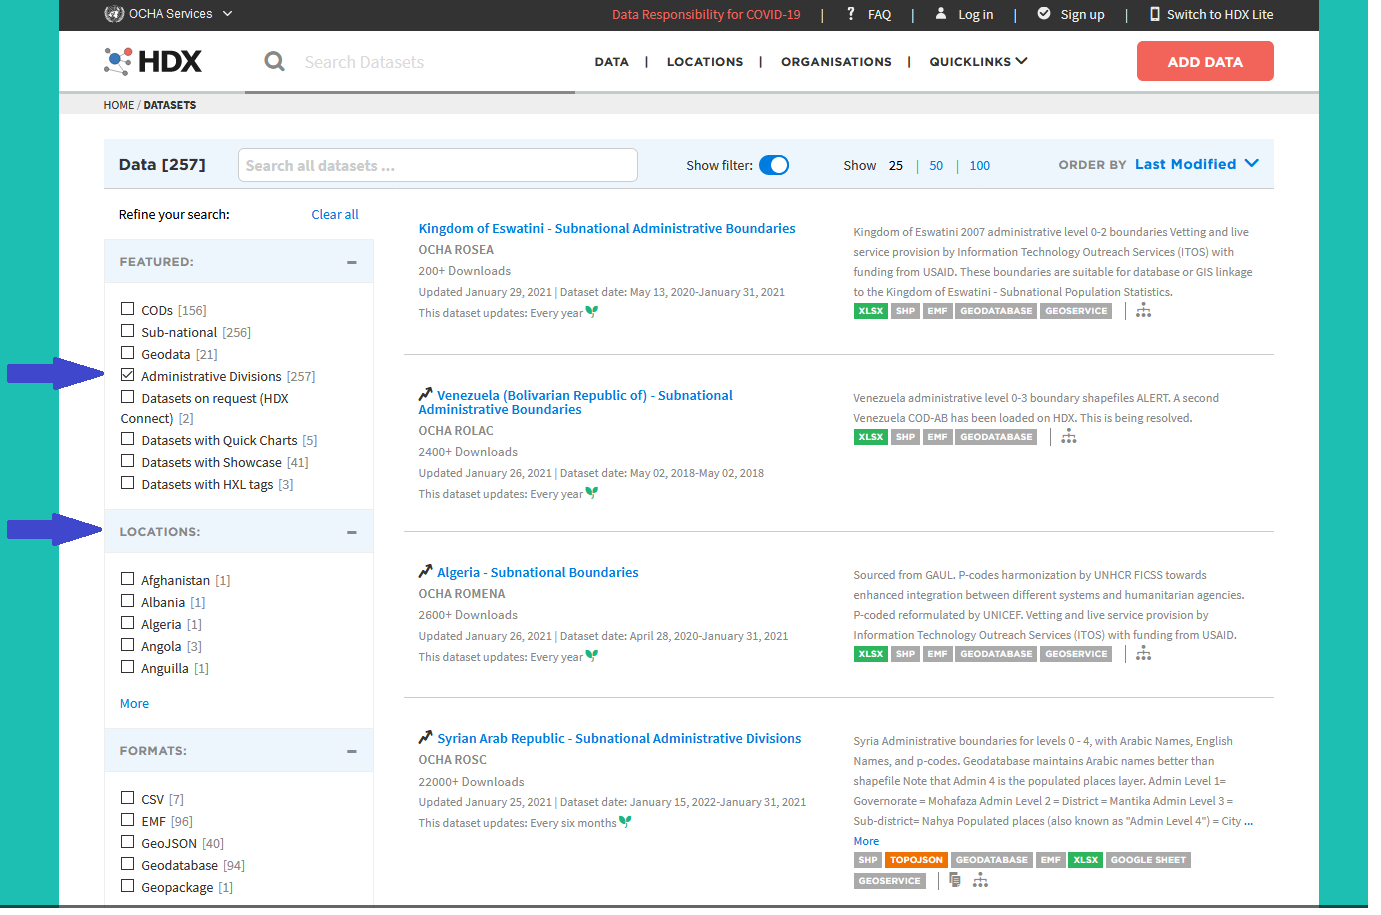 OCHA Services
Data Responsibility for COVID-19 | ? FAQ | Log in | Sign up | Switch to HDX Lite
HDX
Search Datasets
DATA | LOCATIONS | ORGANISATIONS | QUICKLINKS
ADD DATA
HOME / DATASETS
Data [257]
Search all datasets ...
Show filter:
Show 25 | 50 | 100
ORDER BY Last Modified
Refine your search:
Clear all
FEATURED:
CODs [156]
Sub-national [256]
Geodata [21]
Administrative Divisions [257]
Datasets on request (HDX
Connect) [2]
Datasets with Quick Charts [5]
Datasets with Showcase [41]
Datasets with HXL tags [3]
LOCATIONS:
Afghanistan [1]
Albania [1]
Algeria [1]
Angola [3]
Anguilla [1]
More
FORMATS:
CSV [7]
EMF [96]
GeoJSON [40]
Geodatabase [94]
Geopackage [1]
Kingdom of Eswatini - Subnational Administrative Boundaries
OCHA ROSEA
200+ Downloads
Updated January 29, 2021 | Dataset date: May 13, 2020-January 31, 2021
This dataset updates: Every year
Kingdom of Eswatini 2007 administrative level 0-2 boundaries Vetting and live
service provision by Information Technology Outreach Services (ITOS) with
funding from USAID. These boundaries are suitable for database or GIS linkage
to the Kingdom of Eswatini - Subnational Population Statistics.
XLSX SHP EMF GEODATABASE GEOSERVICE
Venezuela (Bolivarian Republic of) - Subnational
Administrative Boundaries
OCHA ROLAC
2400+ Downloads
Updated January 26, 2021 | Dataset date: May 02, 2018-May 02, 2018
This dataset updates: Every year
Venezuela administrative level 0-3 boundary shapefiles ALERT. A second
Venezuela COD-AB has been loaded on HDX. This is being resolved.
XLSX SHP EMF GEODATABASE
Algeria - Subnational Boundaries
OCHA ROMENA
2600+ Downloads
Updated January 26, 2021 | Dataset date: April 28, 2020-January 31, 2021
This dataset updates: Every year
Sourced from GAUL. P-codes harmonization by UNHCR FICSS towards
enhanced integration between different systems and humanitarian agencies.
P-coded reformulated by UNICEF. Vetting and live service provision by
Information Technology Outreach Services (ITOS) with funding from USAID.
XLSX SHP EMF GEODATABASE GEOSERVICE
Syrian Arab Republic - Subnational Administrative Divisions
OCHA ROSC
22000+ Downloads
Updated January 25, 2021 | Dataset date: January 15, 2022-January 31, 2021
This dataset updates: Every six months
Syria Administrative boundaries for levels 0 - 4, with Arabic Names, English
Names, and p-codes. Geodatabase maintains Arabic names better than
shapefile Note that Admin 4 is the populated places layer. Admin Level 1=
Governorate = Mohafaza Admin Level 2 = District = Mantika Admin Level 3 =
Sub-district= Nahya Populated places (also known as "Admin Level 4") = City ...
More
SHP TOPOJSON GEODATABASE EMF XLSX GOOGLE SHEET
GEOSERVICE